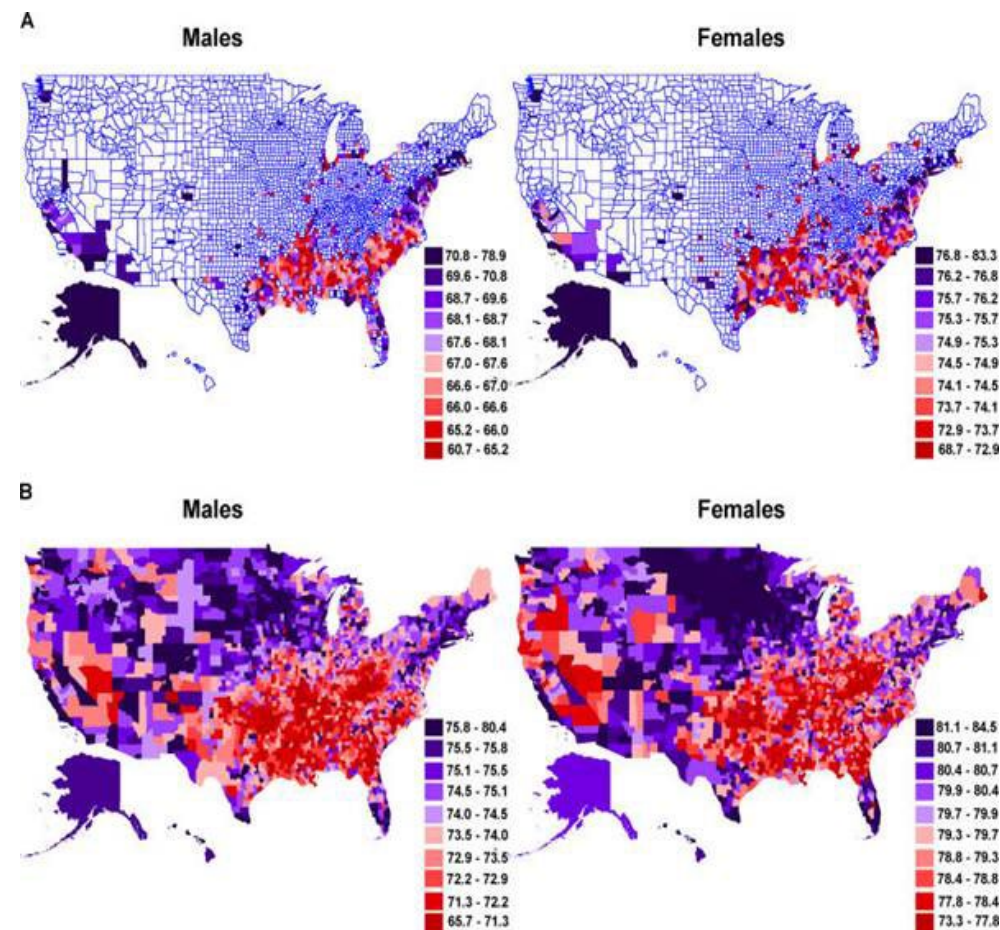 A
Males
Females
70.8 - 78.9
69.6 - 70.8
68.7 - 69.6
68.1 - 68.7
67.6 - 68.1
67.0 - 67.6
66.6 - 67.0
66.0 - 66.6
65.2 - 66.0
60.7 - 65.2
76.8 - 83.3
76.2 - 76.8
75.7 - 76.2
75.3 - 75.7
74.9 - 75.3
74.5 - 74.9
74.1 - 74.5
73.7 - 74.1
72.9 - 73.7
68.7 - 72.9
B
Males
Females
75.8 - 80.4
75.5 - 75.8
75.1 - 75.5
74.5 - 75.1
74.0 - 74.5
73.5 - 74.0
72.9 - 73.5
72.2 - 72.9
71.3 - 72.2
65.7 - 71.3
81.1 - 84.5
80.7 - 81.1
80.4 - 80.7
79.9 - 80.4
79.7 - 79.9
79.3 - 79.7
78.8 - 79.3
78.4 - 78.8
77.8 - 78.4
73.3 - 77.8